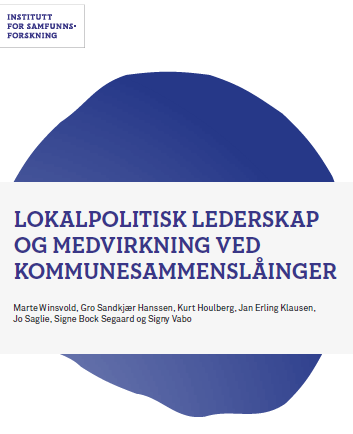 INSTITUTT
FOR SAMFUNNS-
FORSKNING
LOKALPOLITISK LEDERSKAP
OG MEDVIRKNING VED
KOMMUNESAMMENSLÅINGER
Marte Winsvold, Gro Sandkjær Hanssen, Kurt Houlberg, Jan Erling Klausen,
Jo Saglie, Signe Bock Segaard og Signy Vabo